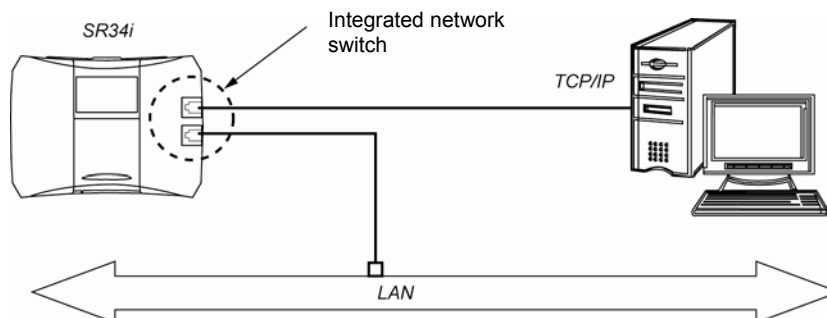 SR34i
Integrated network
switch
TCP/IP
LAN